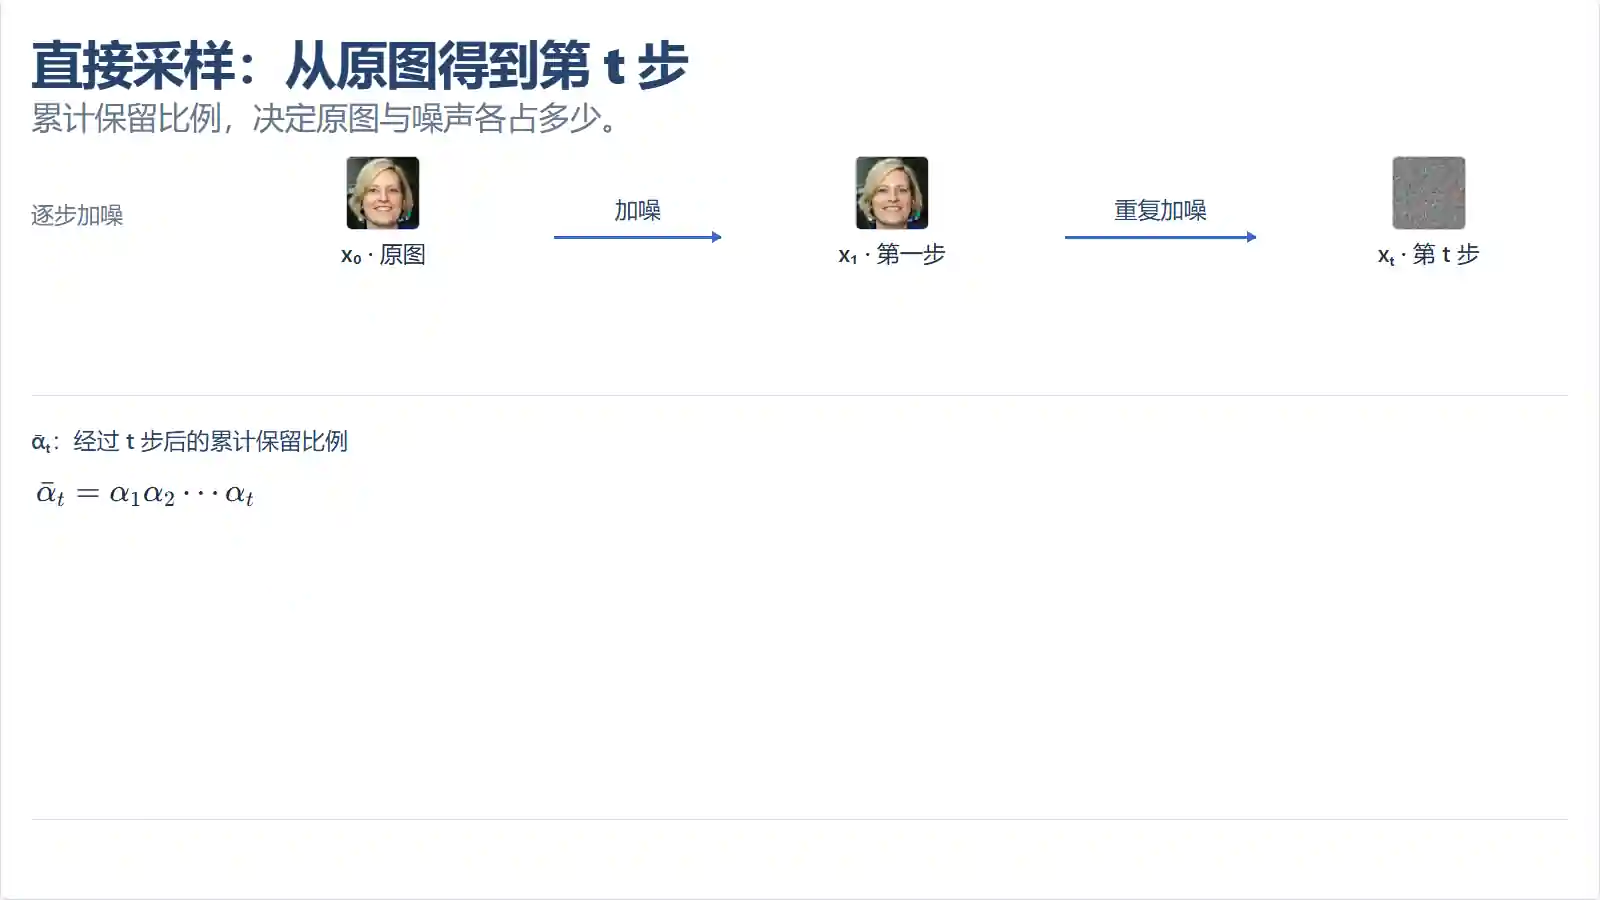 直接采样：从原图得到第 t 步
累计保留比例，决定原图与噪声各占多少。
逐步加噪
加噪
重复加噪
x₀ · 原图
x₁ · 第一步
xₜ · 第 t 步
ᾱₜ：经过 t 步后的累计保留比例
ᾱₜ = α₁α₂ ⋯ αₜ